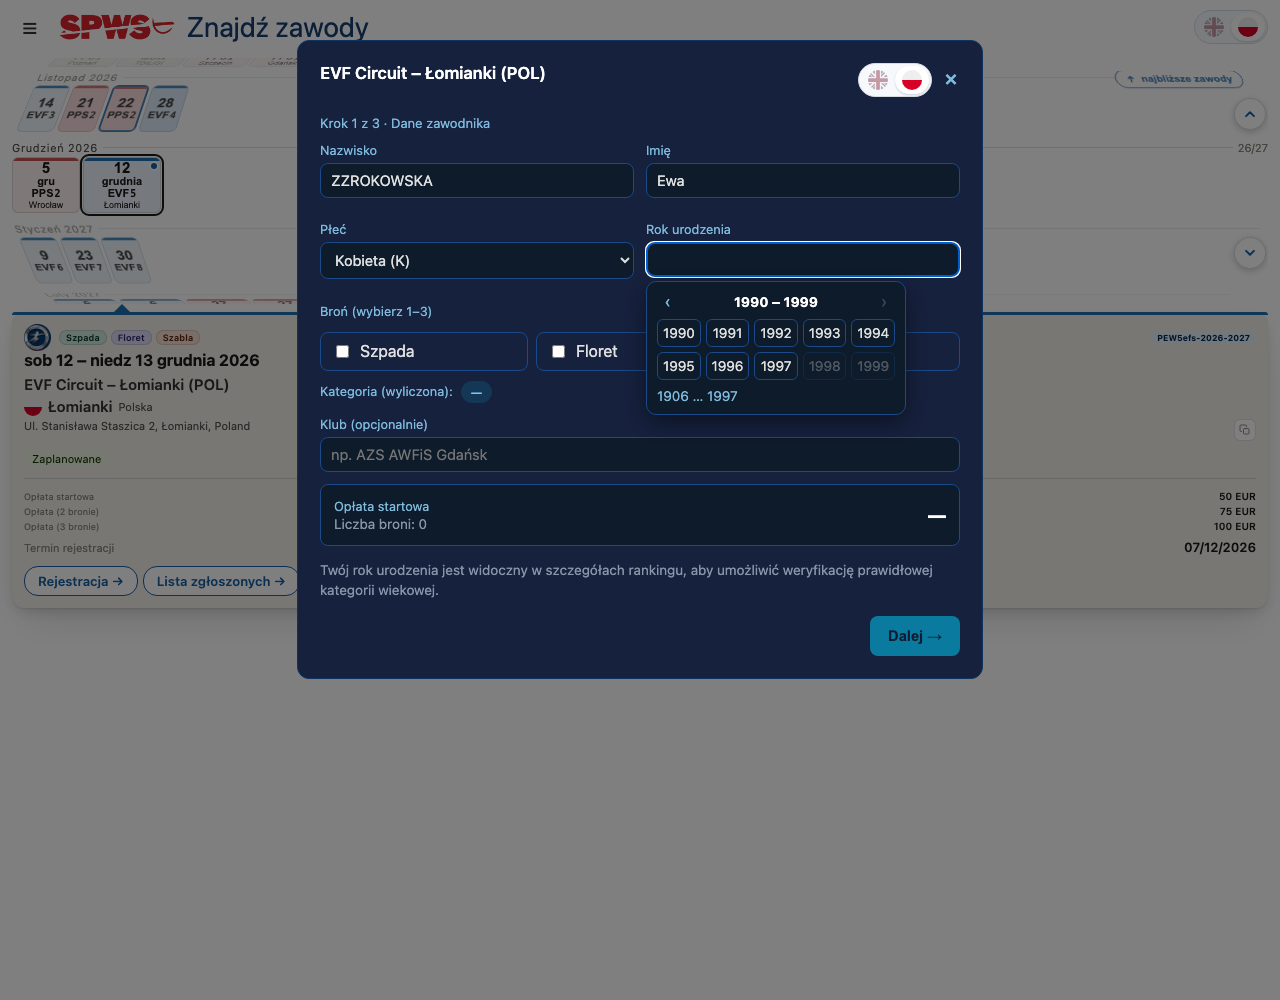 SPWS Znajdź zawody
Listopad 2026
najbliższe zawody
14 EVF3
21 PPS2
22 PPS2
28 EVF4
Grudzień 2026
26/27
5 gru PPS2 Wrocław
12 grudnia EVF5 Łomianki
Styczeń 2027
9 EVF6
23 EVF7
30 EVF8
Szpada Floret Szabla
PEW5efs-2026-2027
sob 12 – niedz 13 grudnia 2026
EVF Circuit – Łomianki (POL)
Łomianki Polska
Ul. Stanisława Staszica 2, Łomianki, Poland
Zaplanowane
Opłata startowa 50 EUR
Opłata (2 bronie) 75 EUR
Opłata (3 bronie) 100 EUR
Termin rejestracji 07/12/2026
Rejestracja → Lista zgłoszonych →
EVF Circuit – Łomianki (POL)
×
Krok 1 z 3 · Dane zawodnika
Nazwisko Imię
ZZROKOWSKA Ewa
Płeć Rok urodzenia
Kobieta (K)
‹ 1990 – 1999 ›
1990 1991 1992 1993 1994
1995 1996 1997 1998 1999
1906 … 1997
Broń (wybierz 1–3)
Szpada Floret
Kategoria (wyliczona): —
Klub (opcjonalnie)
np. AZS AWFiS Gdańsk
Opłata startowa
Liczba broni: 0 —
Twój rok urodzenia jest widoczny w szczegółach rankingu, aby umożliwić weryfikację prawidłowej
kategorii wiekowej.
Dalej →